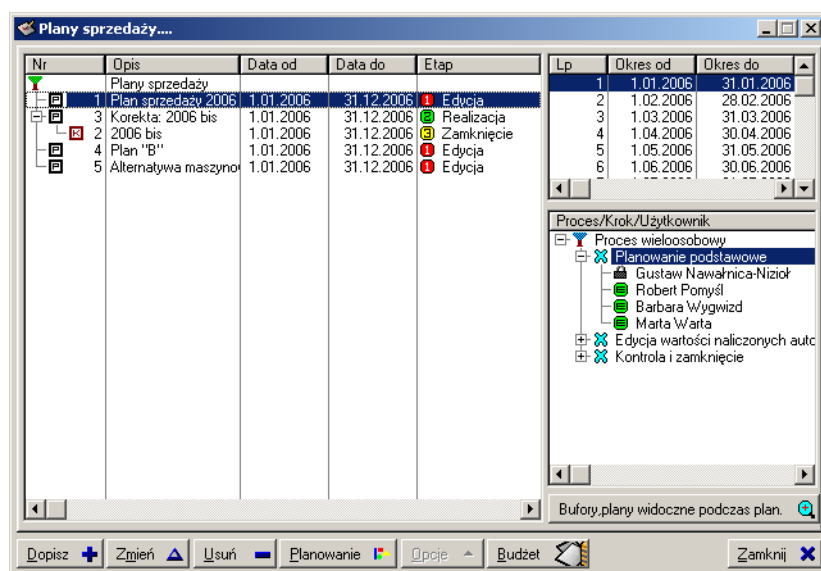 Plany sprzedaży....
Nr Opis Data od Data do Etap
Plany sprzedaży
1 Plan sprzedaży 2006 1.01.2006 31.12.2006 1 Edycja
3 Korekta: 2006 bis 1.01.2006 31.12.2006 2 Realizacja
2 2006 bis 1.01.2006 31.12.2006 3 Zamknięcie
4 Plan "B" 1.01.2006 31.12.2006 1 Edycja
5 Alternatywa maszyno 1.01.2006 31.12.2006 1 Edycja
Lp Okres od Okres do
1 1.01.2006 31.01.2006
2 1.02.2006 28.02.2006
3 1.03.2006 31.03.2006
4 1.04.2006 30.04.2006
5 1.05.2006 31.05.2006
6 1.06.2006 30.06.2006
Proces/Krok/Użytkownik
Proces wieloosobowy
Planowanie podstawowe
Gustaw Nawałnica-Nizioł
Robert Pomyśl
Barbara Wygwizd
Marta Warta
Edycja wartości naliczonych autc
Kontrola i zamknięcie
Bufory,plany widoczne podczas plan.
Dopisz Zmień Usuń Planowanie Opcje Budżet Zamknij